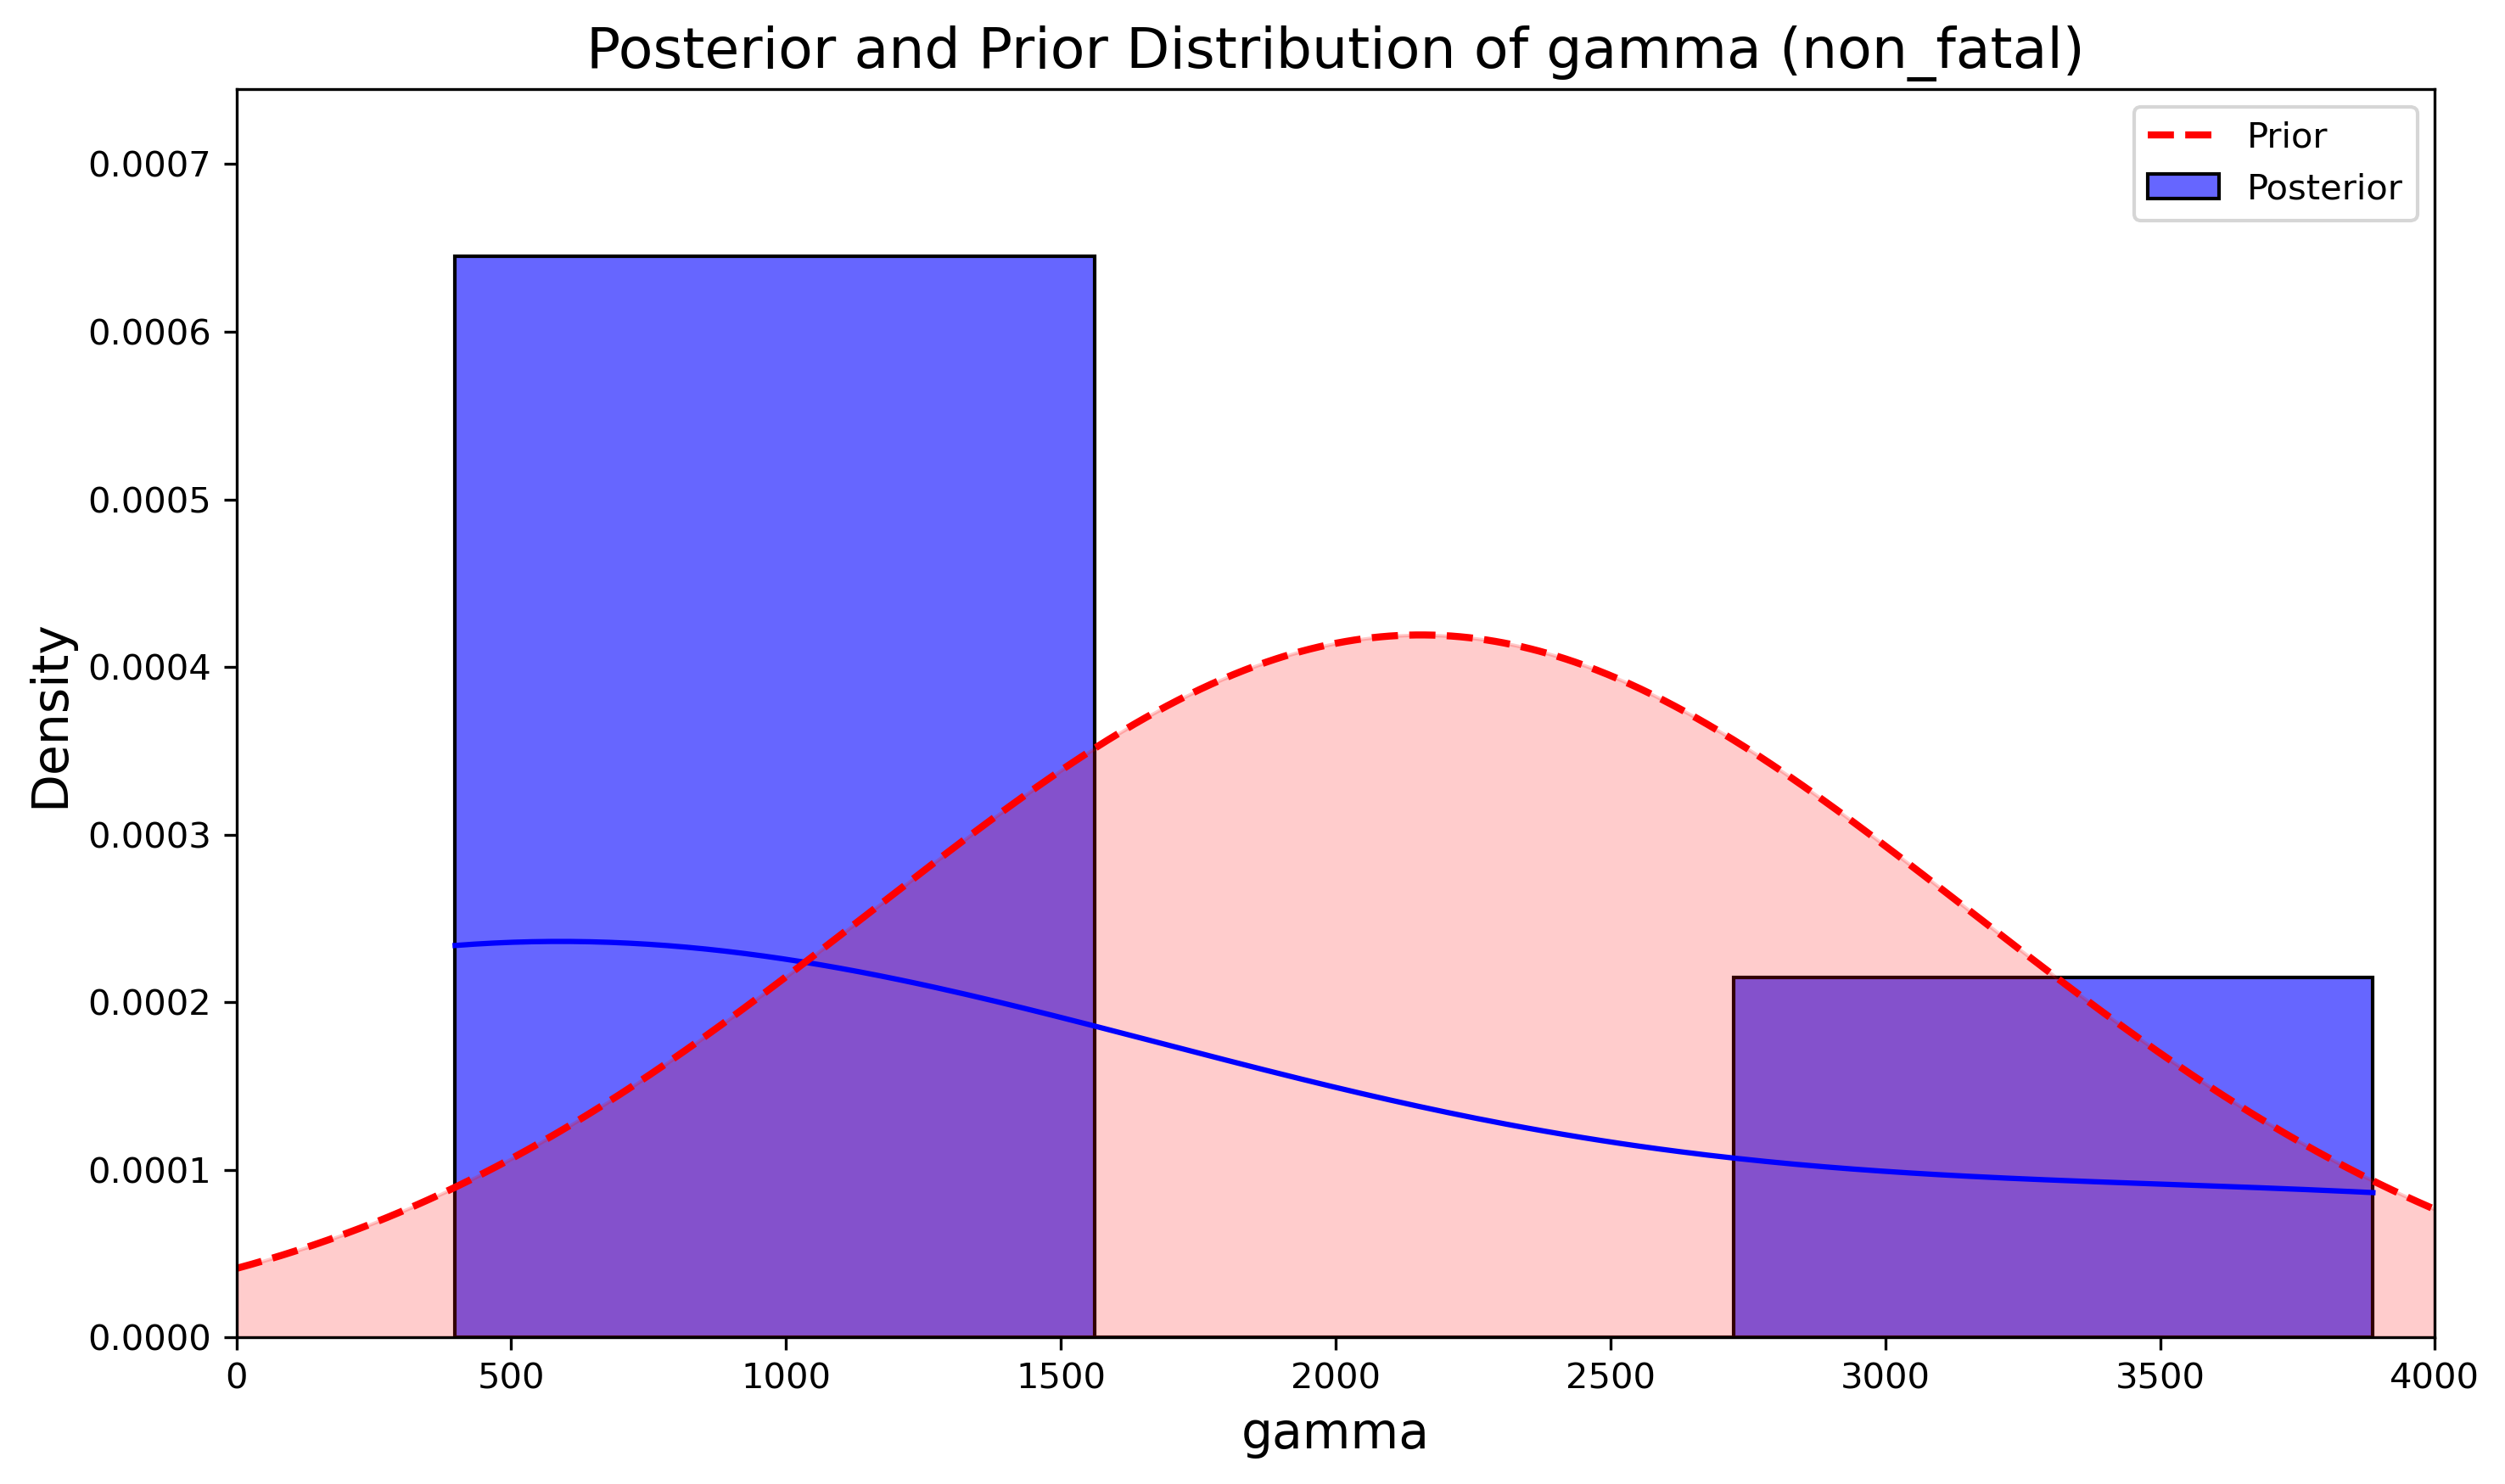 Posterior and Prior Distribution of gamma (non_fatal)
Prior
Posterior
0.0007
0.0006
0.0005
0.0004
0.0003
0.0002
0.0001
0.0000
Density
0 500 1000 1500 2000 2500 3000 3500 4000
gamma